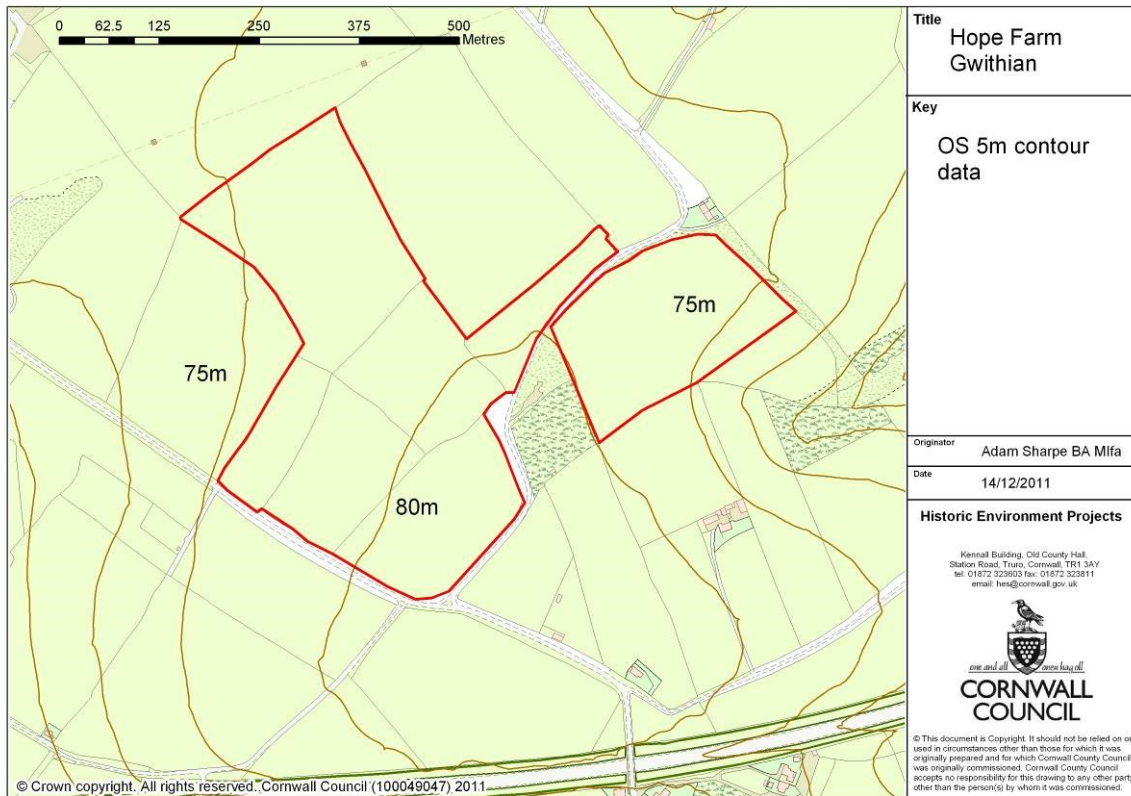 0 62.5 125 250 375 500
Metres
75m
75m
80m
© Crown copyright. All rights reserved. Cornwall Council (100049047) 2011
Title
Hope Farm
Gwithian
Key
OS 5m contour
data
Originator
Adam Sharpe BA MIfa
Date
14/12/2011
Historic Environment Projects
Kennall Building, Old County Hall,
Station Road, Truro, Cornwall, TR1 3AY
tel: 01872 323603 fax: 01872 323811
email: hes@cornwall.gov.uk
one and all onen hag oll
CORNWALL
COUNCIL
© This document is Copyright. It should not be relied on or
used in circumstances other than those for which it was
originally prepared and for which Cornwall County Council
was originally commissioned. Cornwall County Council
accepts no responsibility for this drawing to any other party
other than the person(s) by whom it was commissioned.